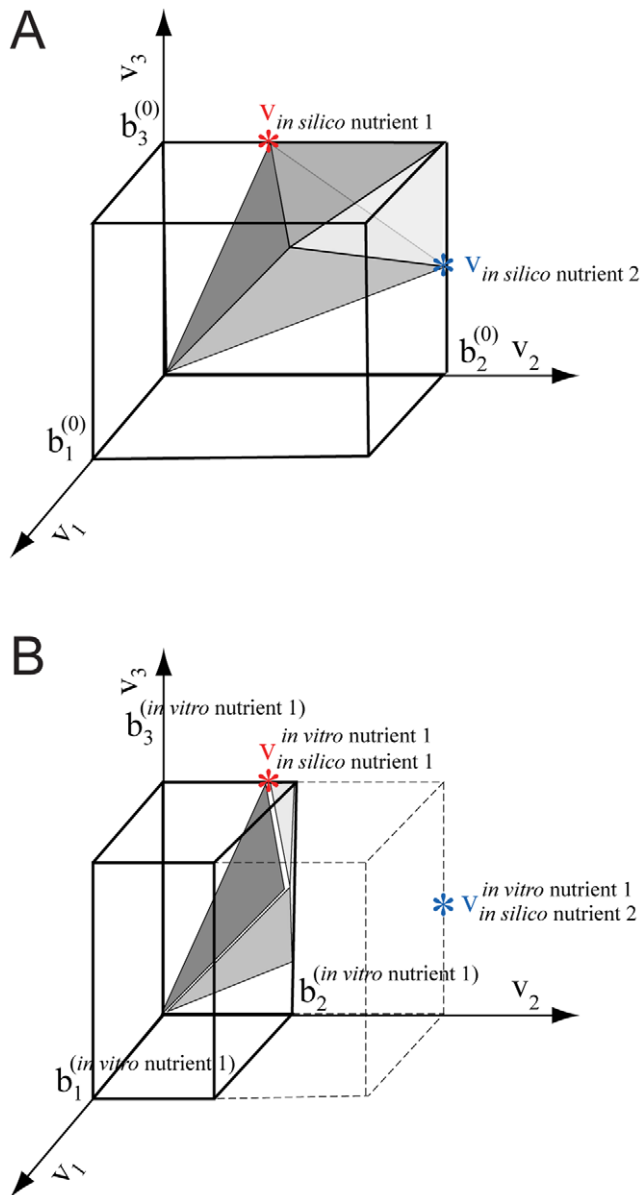 A
v3
b3(0)
v in silico nutrient 1
v in silico nutrient 2
b2(0) v2
b1(0)
v1
B
v3
b3(in vitro nutrient 1)
v in vitro nutrient 1
in silico nutrient 1
v in vitro nutrient 1
in silico nutrient 2
b2(in vitro nutrient 1) v2
b1(in vitro nutrient 1)
v1